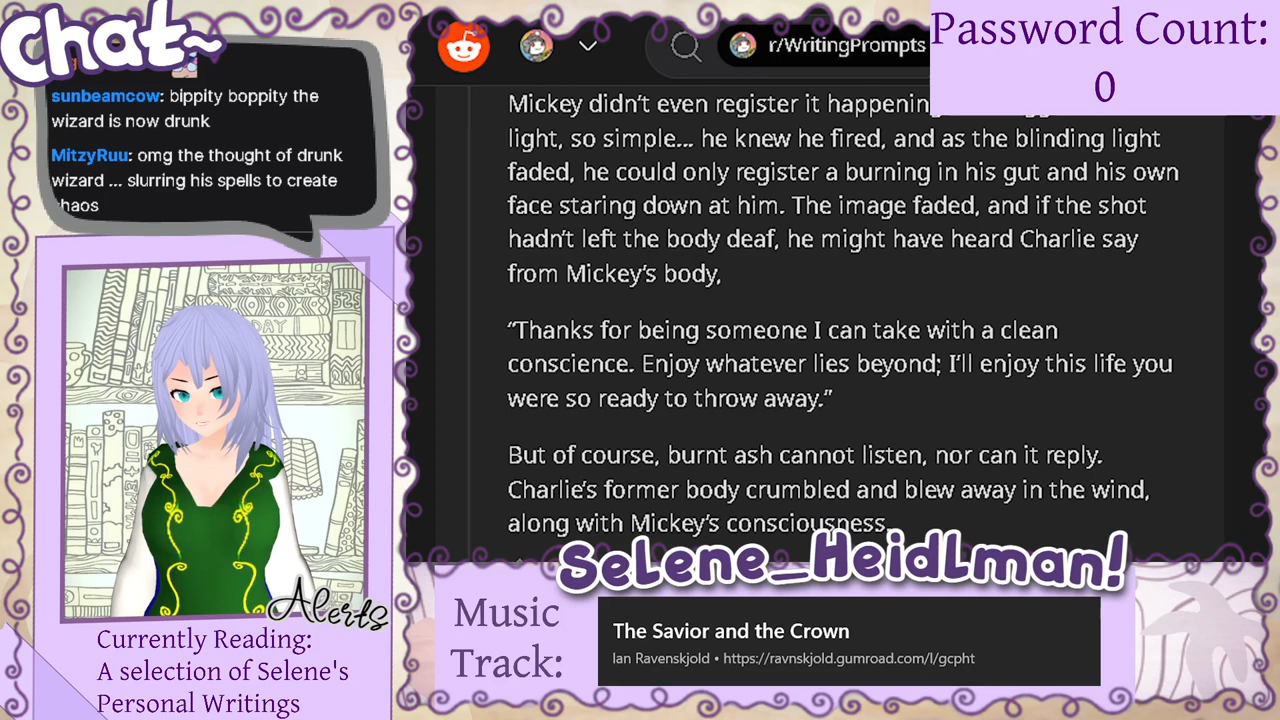 Chat~
sunbeamcow: bippity boppity the
wizard is now drunk
MitzyRuu: omg the thought of drunk
wizard ... slurring his spells to create
chaos
r/WritingPrompts
Password Count:
0
Mickey didn't even register it happening
light, so simple... he knew he fired, and as the blinding light
faded, he could only register a burning in his gut and his own
face staring down at him. The image faded, and if the shot
hadn't left the body deaf, he might have heard Charlie say
from Mickey's body,
"Thanks for being someone I can take with a clean
conscience. Enjoy whatever lies beyond; I'll enjoy this life you
were so ready to throw away."
But of course, burnt ash cannot listen, nor can it reply.
Charlie's former body crumbled and blew away in the wind,
along with Mickey's consciousness.
Selene_Heidlman!
DAY
Alerts
Currently Reading:
A selection of Selene's
Personal Writings
Music
Track:
The Savior and the Crown
Ian Ravenskjold • https://ravnskjold.gumroad.com/l/gcpht